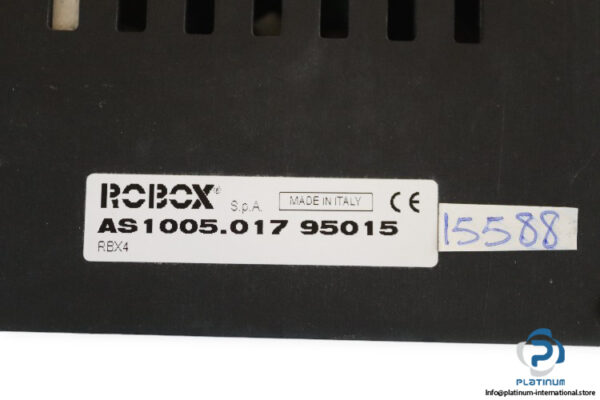 ROBOX® S.p.A. MADE IN ITALY CE
AS1005.017 95015
RBX4
15588
PLATINUM
info@platinum-international.store